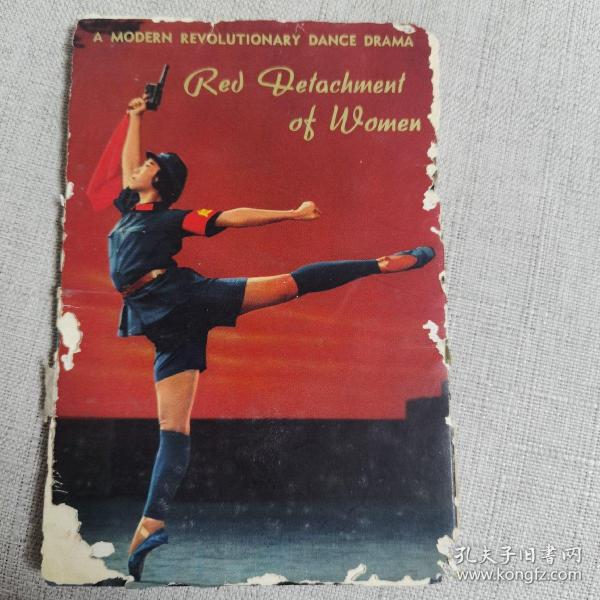 A MODERN REVOLUTIONARY DANCE DRAMA
Red Detachment
of Women
孔夫子旧书网
www.kongfz.com